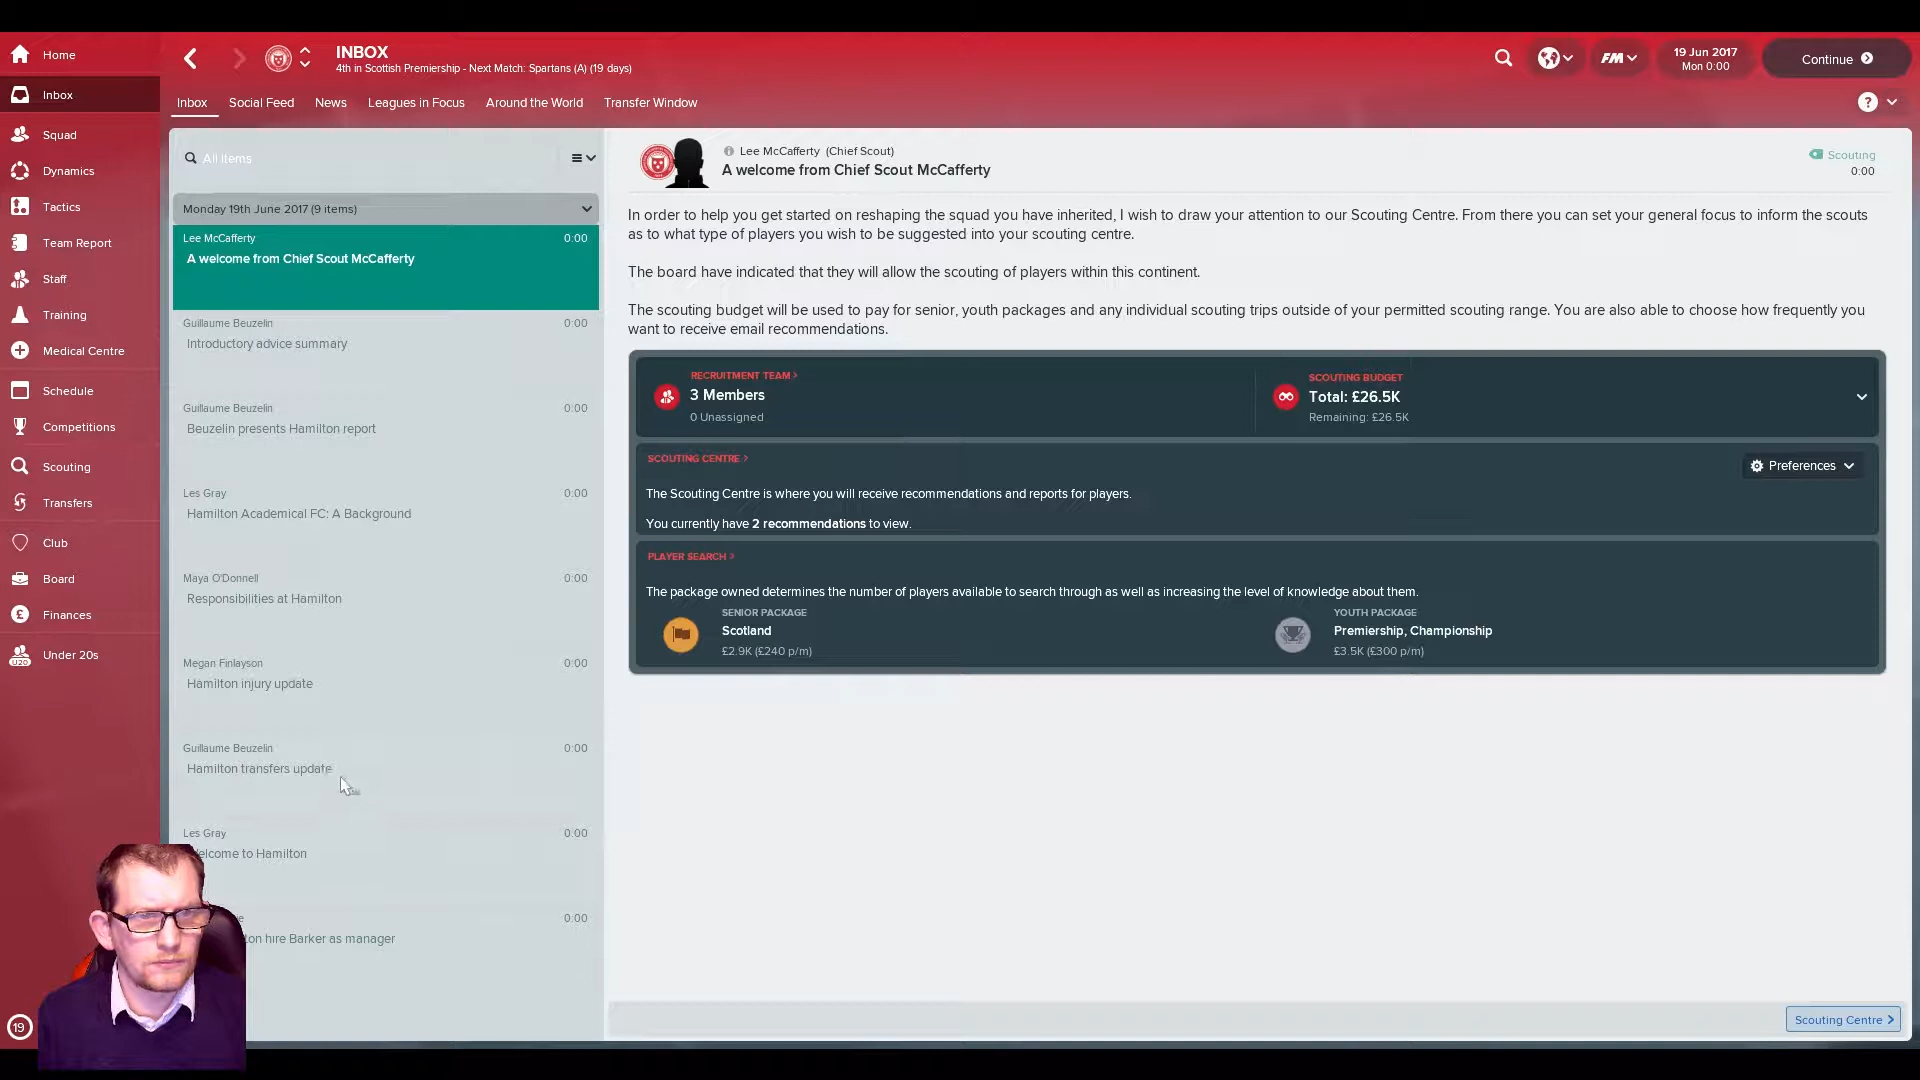 Home
Inbox
Squad
Dynamics
Tactics
Team Report
Staff
Training
Medical Centre
Schedule
Competitions
Scouting
Transfers
Club
Board
Finances
U20
Under 20s
19
INBOX
4th in Scottish Premiership - Next Match: Spartans (A) (19 days)
FM
19 Jun 2017
Mon 0:00
Continue
Inbox
Social Feed
News
Leagues in Focus
Around the World
Transfer Window
?
All Items
Monday 19th June 2017 (9 items)
Lee McCafferty 0:00
A welcome from Chief Scout McCafferty
Guillaume Beuzelin 0:00
Introductory advice summary
Guillaume Beuzelin 0:00
Beuzelin presents Hamilton report
Les Gray 0:00
Hamilton Academical FC: A Background
Maya O'Donnell 0:00
Responsibilities at Hamilton
Megan Finlayson 0:00
Hamilton injury update
Guillaume Beuzelin 0:00
Hamilton transfers update
Les Gray 0:00
elcome to Hamilton
0:00
ton hire Barker as manager
Lee McCafferty (Chief Scout)
A welcome from Chief Scout McCafferty
Scouting
0:00
In order to help you get started on reshaping the squad you have inherited, I wish to draw your attention to our Scouting Centre. From there you can set your general focus to inform the scouts
as to what type of players you wish to be suggested into your scouting centre.
The board have indicated that they will allow the scouting of players within this continent.
The scouting budget will be used to pay for senior, youth packages and any individual scouting trips outside of your permitted scouting range. You are also able to choose how frequently you
want to receive email recommendations.
RECRUITMENT TEAM >
3 Members
0 Unassigned
SCOUTING BUDGET
Total: £26.5K
Remaining: £26.5K
SCOUTING CENTRE >
Preferences
The Scouting Centre is where you will receive recommendations and reports for players.
You currently have 2 recommendations to view.
PLAYER SEARCH >
The package owned determines the number of players available to search through as well as increasing the level of knowledge about them.
SENIOR PACKAGE
Scotland
£2.9K (£240 p/m)
YOUTH PACKAGE
Premiership, Championship
£3.5K (£300 p/m)
Scouting Centre >